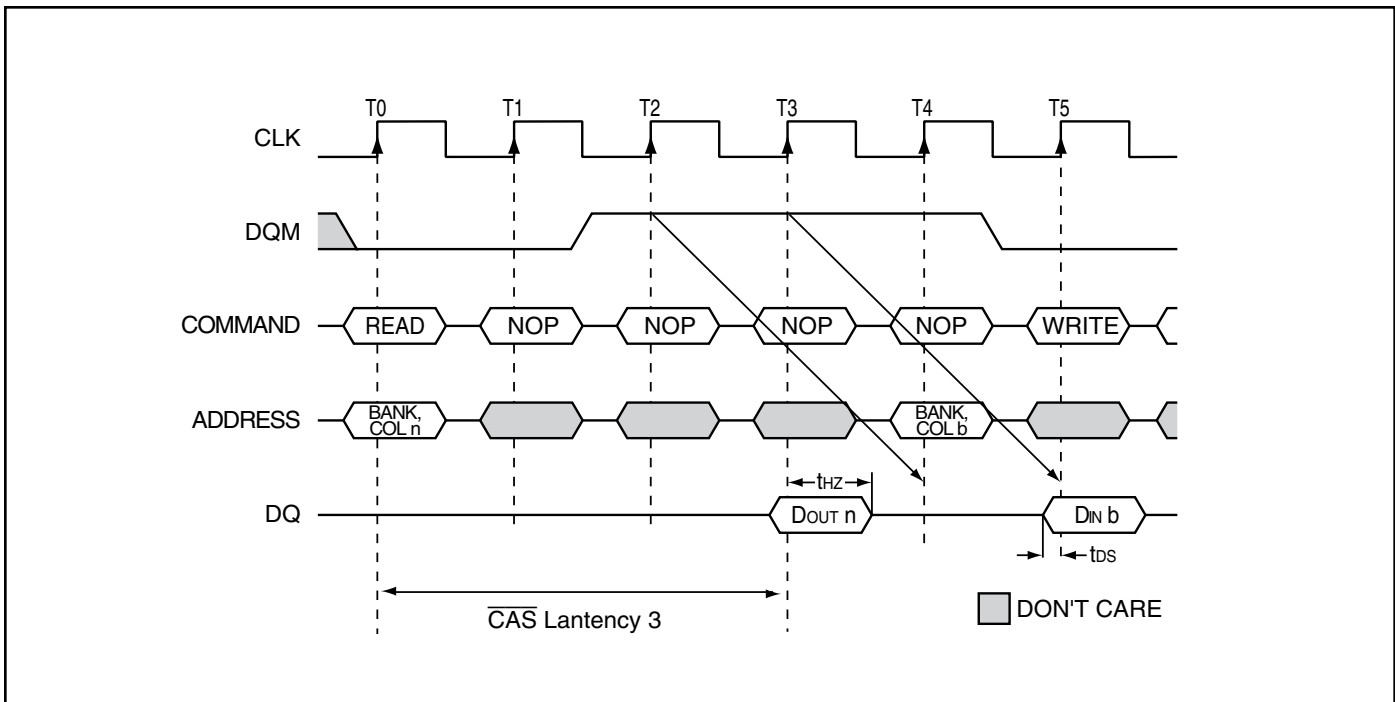 T0 T1 T2 T3 T4 T5
CLK
DQM
COMMAND READ NOP NOP NOP NOP WRITE
ADDRESS BANK, COL n BANK, COL b
tHZ
DQ DOUT n DIN b
tDS
CAS Lantency 3
DON'T CARE